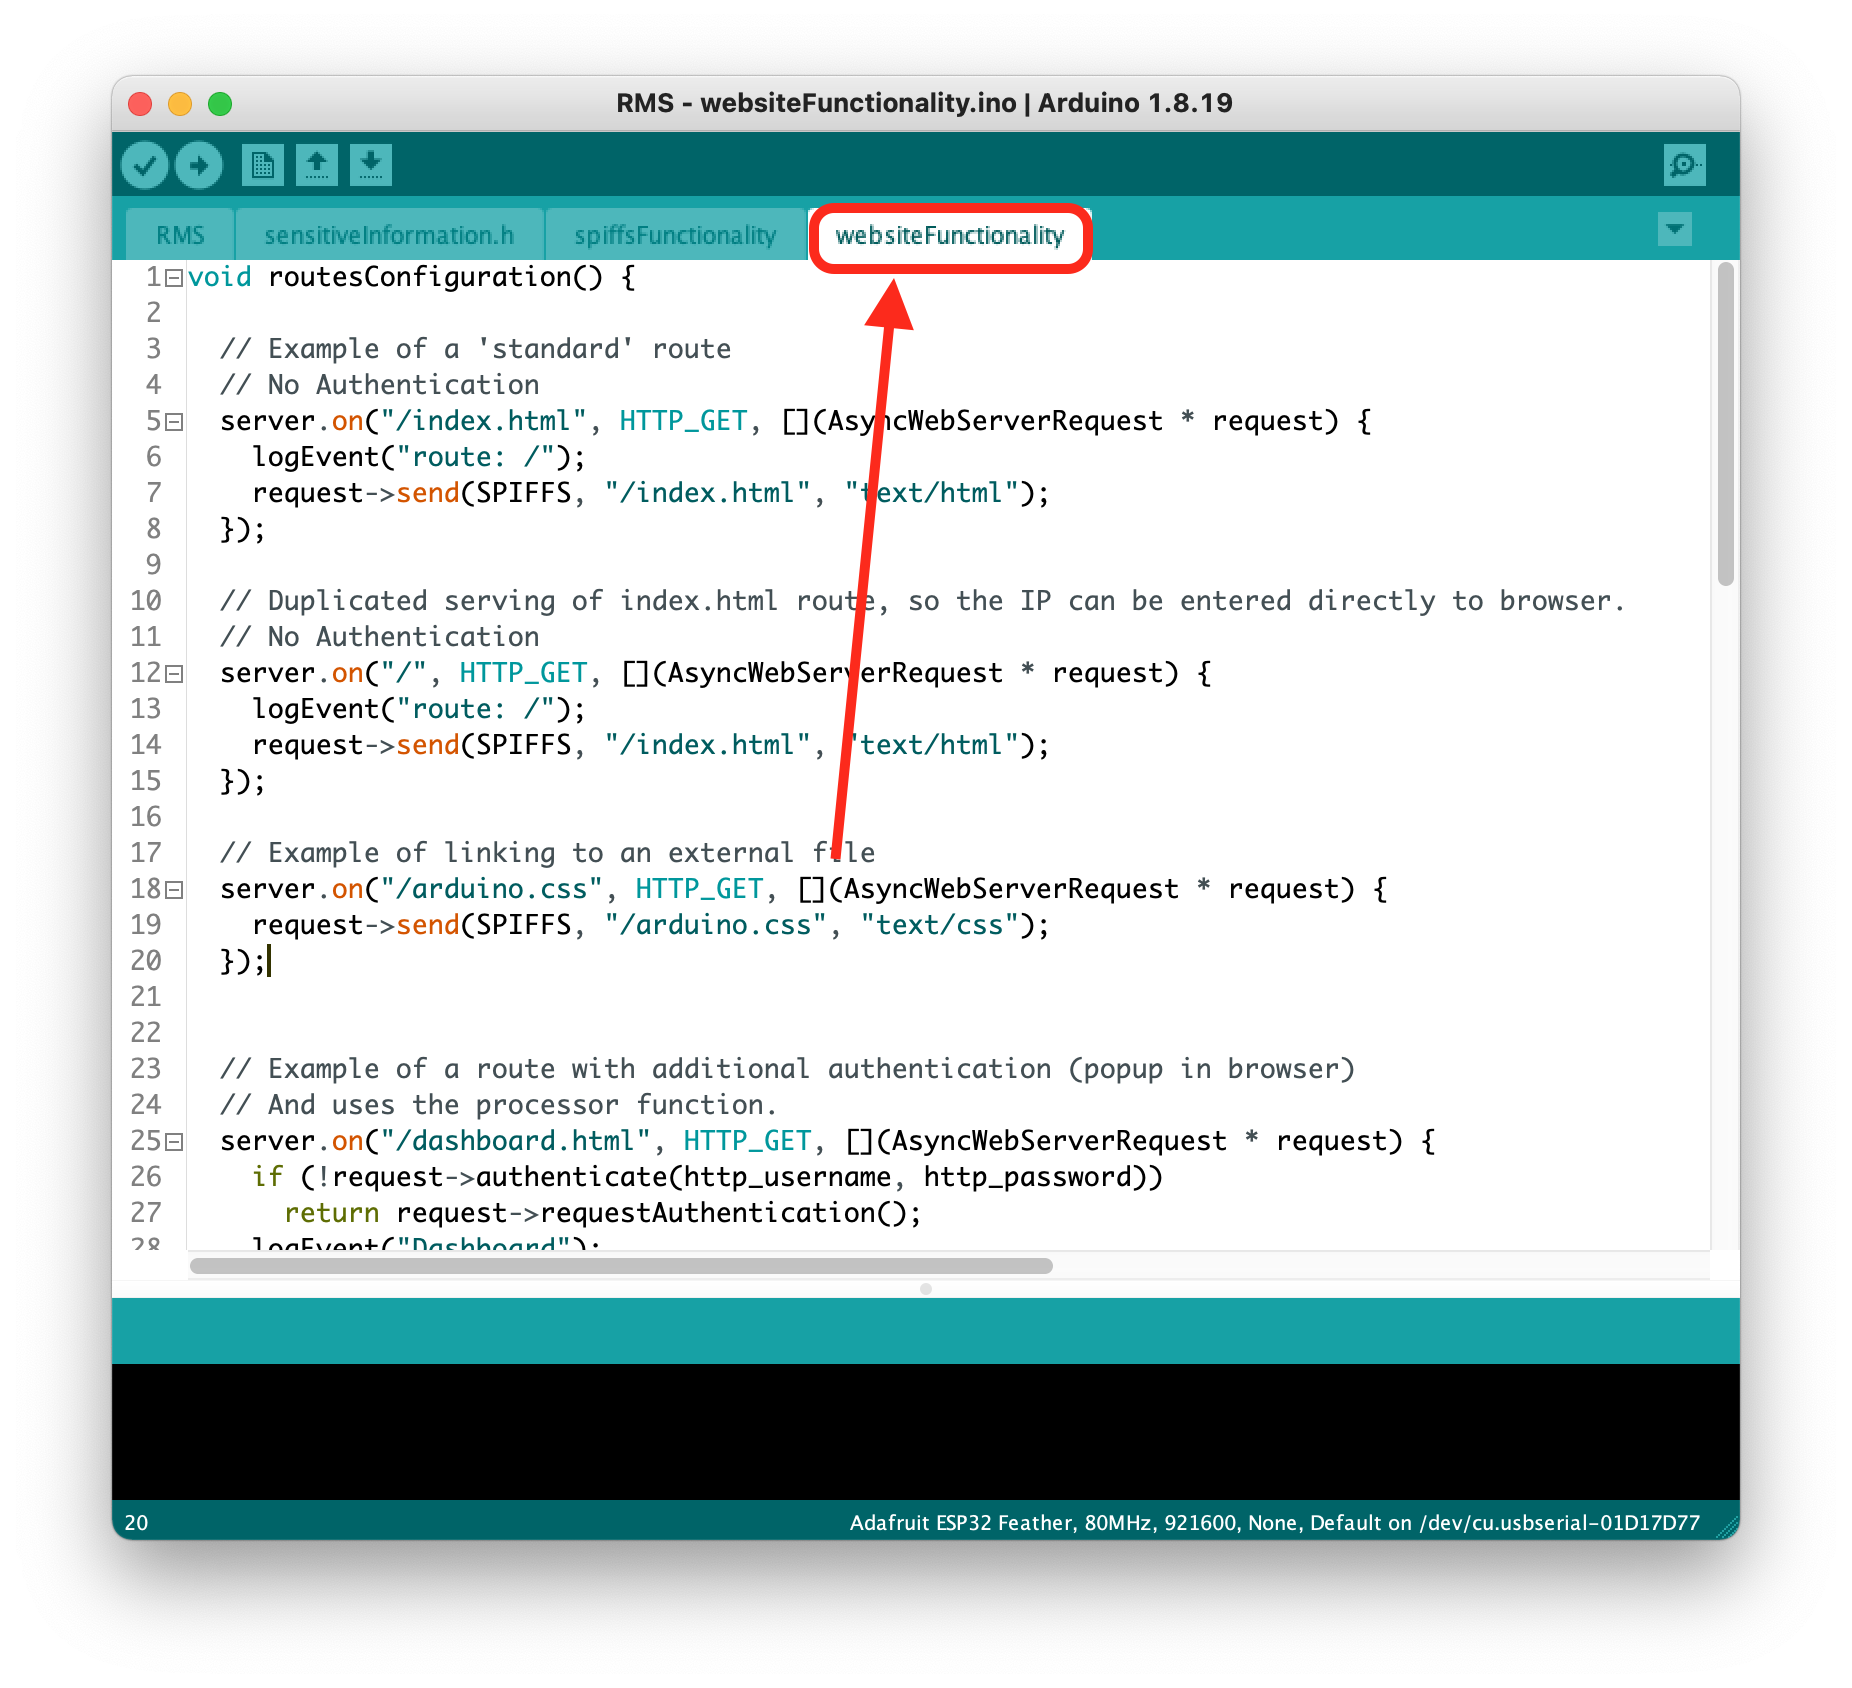 RMS - websiteFunctionality.ino | Arduino 1.8.19
RMS sensitiveInformation.h spiffsFunctionality websiteFunctionality
1 void routesConfiguration() {
2
3 // Example of a 'standard' route
4 // No Authentication
5 server.on("/index.html", HTTP_GET, [](AsyncWebServerRequest * request) {
6 logEvent("route: /");
7 request->send(SPIFFS, "/index.html", "text/html");
8 });
9
10 // Duplicated serving of index.html route, so the IP can be entered directly to browser.
11 // No Authentication
12 server.on("/", HTTP_GET, [](AsyncWebServerRequest * request) {
13 logEvent("route: /");
14 request->send(SPIFFS, "/index.html", "text/html");
15 });
16
17 // Example of linking to an external file
18 server.on("/arduino.css", HTTP_GET, [](AsyncWebServerRequest * request) {
19 request->send(SPIFFS, "/arduino.css", "text/css");
20 });
21
22
23 // Example of a route with additional authentication (popup in browser)
24 // And uses the processor function.
25 server.on("/dashboard.html", HTTP_GET, [](AsyncWebServerRequest * request) {
26 if (!request->authenticate(http_username, http_password))
27 return request->requestAuthentication();
28 logEvent("Dashboard");
20 Adafruit ESP32 Feather, 80MHz, 921600, None, Default on /dev/cu.usbserial-01D17D77